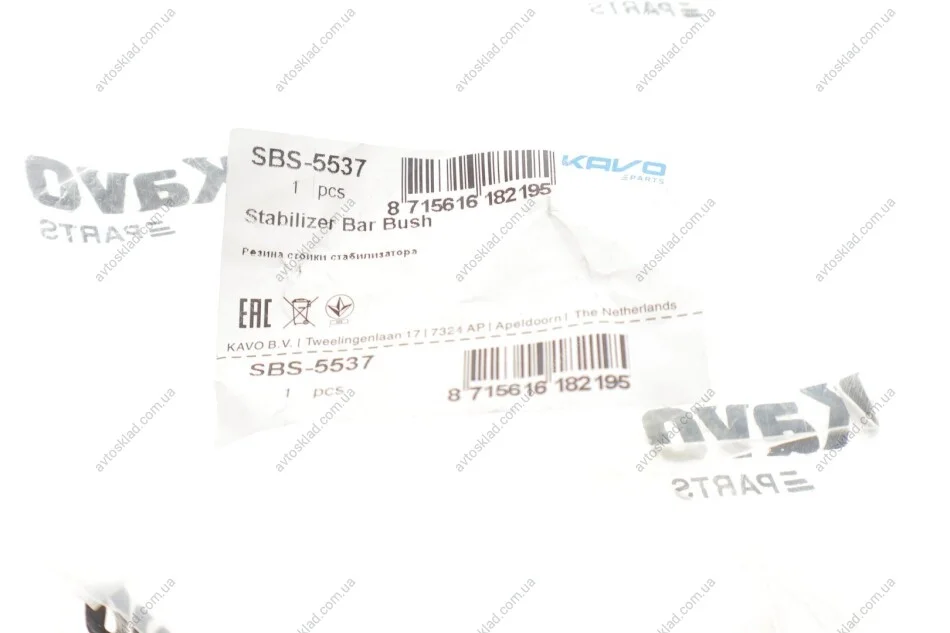 SBS-5537
1 pcs
8 715616 182195
KAVO
PARTS
Stabilizer Bar Bush
Резина стойки стабилизатора
EAC
KAVO B.V. | Tweelingenlaan 17 | 7324 AP | Apeldoorn | The Netherlands
SBS-5537
1 pcs
8 715616 182195
Kavo
PARTS
Kavo
PARTS
PARTS
avtosklad.com.ua